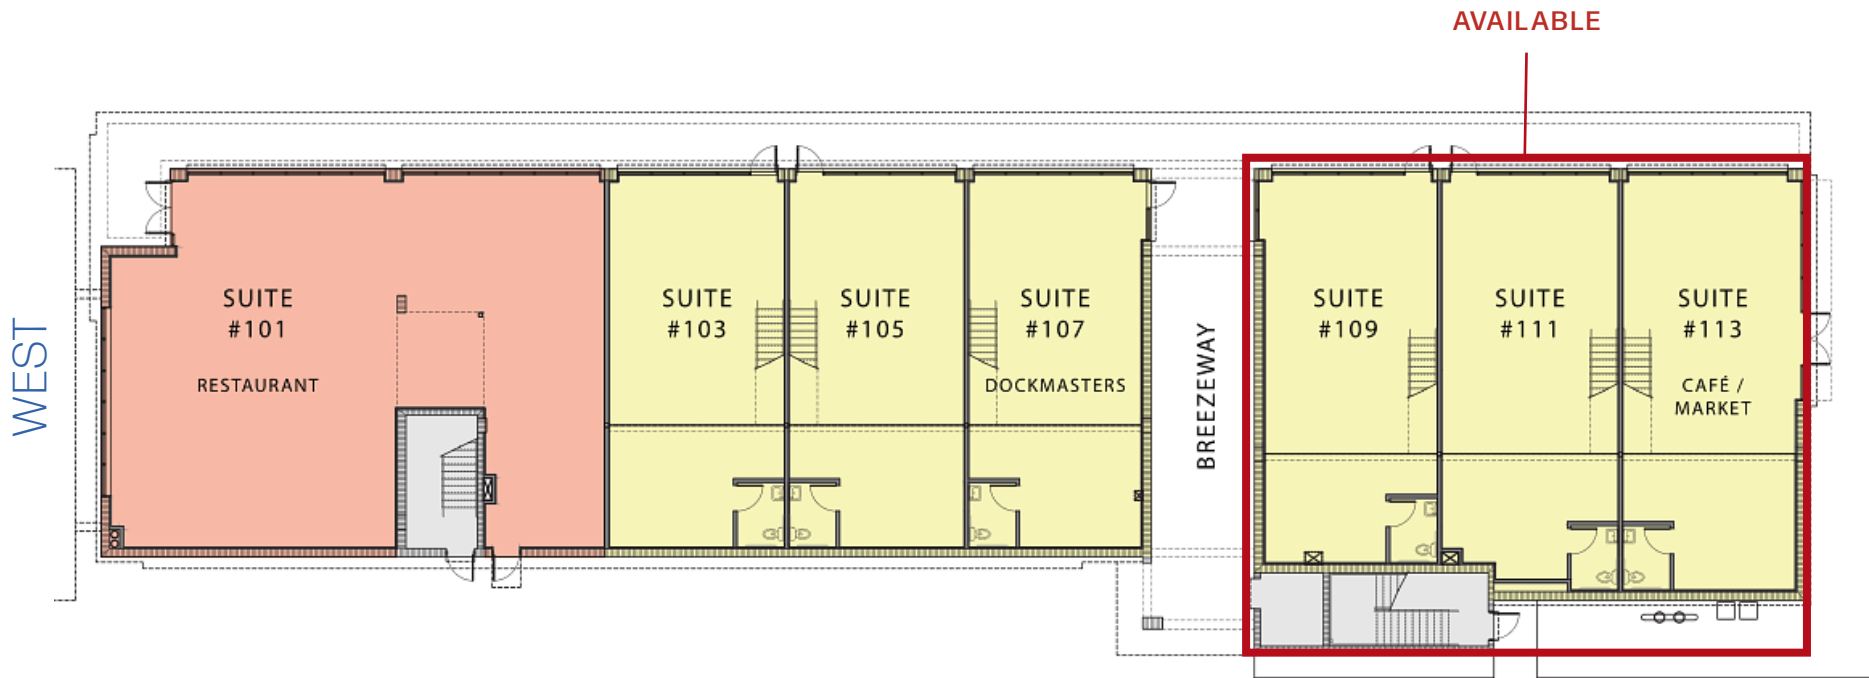 AVAILABLE
WEST
SUITE
#101
RESTAURANT
SUITE
#103
SUITE
#105
SUITE
#107
DOCKMASTERS
BREEZEWAY
SUITE
#109
SUITE
#111
SUITE
#113
CAFÉ /
MARKET